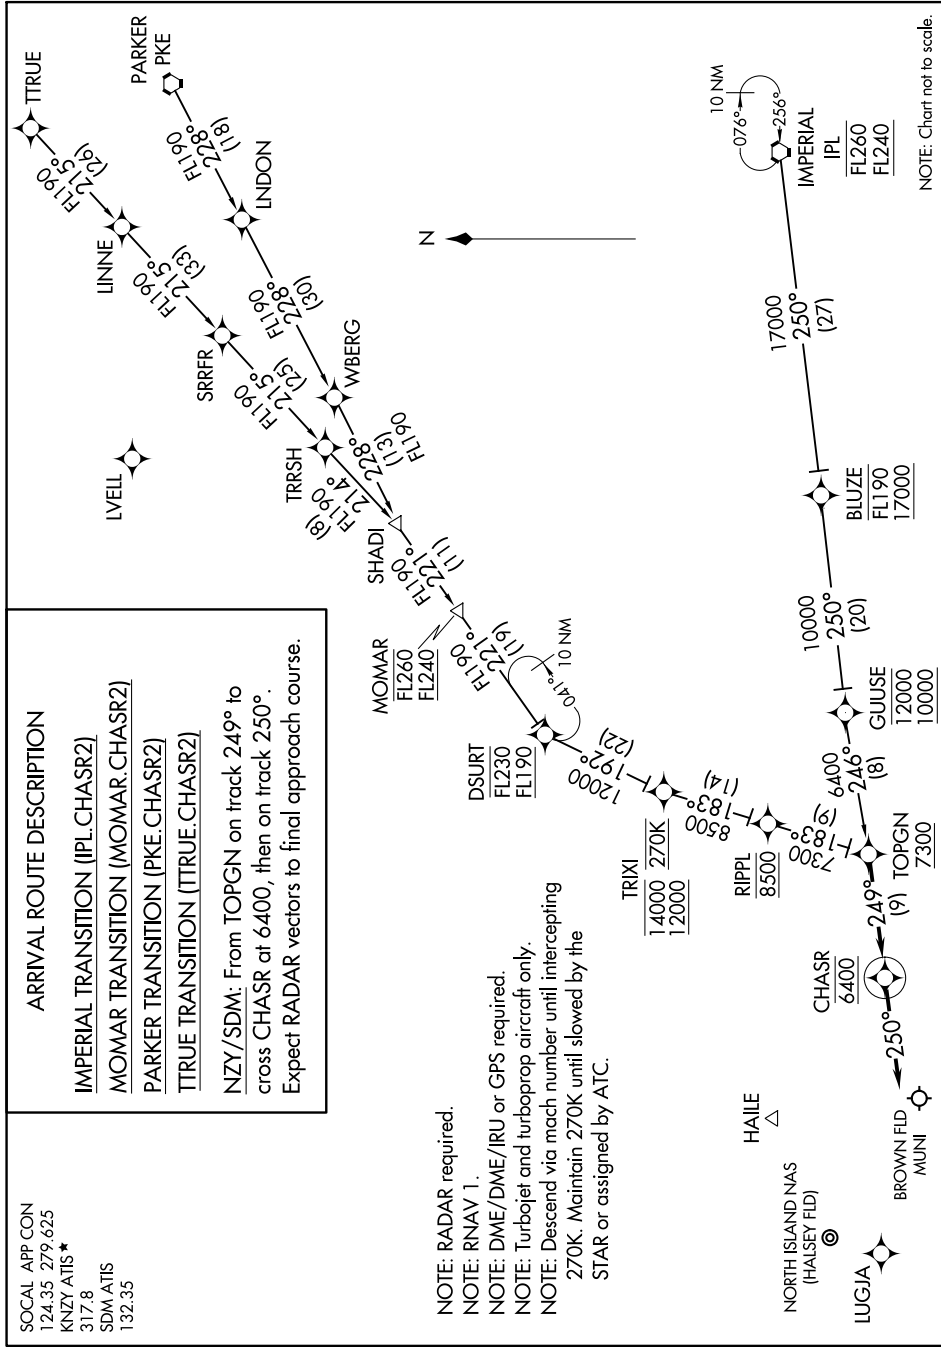 SOCAL APP CON
124.35 279.625
KNZY ATIS★
317.8
SDM ATIS
132.35
ARRIVAL ROUTE DESCRIPTION
IMPERIAL TRANSITION (IPL.CHASR2)
MOMAR TRANSITION (MOMAR.CHASR2)
PARKER TRANSITION (PKE.CHASR2)
TTRUE TRANSITION (TTRUE.CHASR2)
NZY/SDM: From TOPGN on track 249° to
cross CHASR at 6400, then on track 250°.
Expect RADAR vectors to final approach course.
NOTE: RADAR required.
NOTE: RNAV 1.
NOTE: DME/DME/IRU or GPS required.
NOTE: Turbojet and turboprop aircraft only.
NOTE: Descend via mach number until intercepting
270K. Maintain 270K until slowed by the
STAR or assigned by ATC.
TTRUE
FL190
215°
(26)
LINNE
FL190
215°
(33)
SRRFR
FL190
215°
(25)
TRRSH
FL190
214°
(8)
PARKER
PKE
FL190
228°
(18)
LNDON
FL190
228°
(30)
WBERG
228°
(13)
FL190
LVELL
N
SHADI
FL190
221°
(11)
MOMAR
FL260
FL240
FL190
221°
(19)
10 NM
041°
DSURT
FL230
FL190
12000
192°
(22)
TRIXI
14000 270K
12000
8500
183°
(14)
RIPPL
8500
7300
183°
(9)
10 NM
076°
256°
IMPERIAL
IPL
FL260
FL240
17000
250°
(27)
BLUZE
FL190
17000
10000
250°
(20)
GUUSE
12000
10000
6400
246°
(8)
TOPGN
7300
249°
(9)
CHASR
6400
250°
HAILE
BROWN FLD
MUNI
NORTH ISLAND NAS
(HALSEY FLD)
LUGJA
NOTE: Chart not to scale.